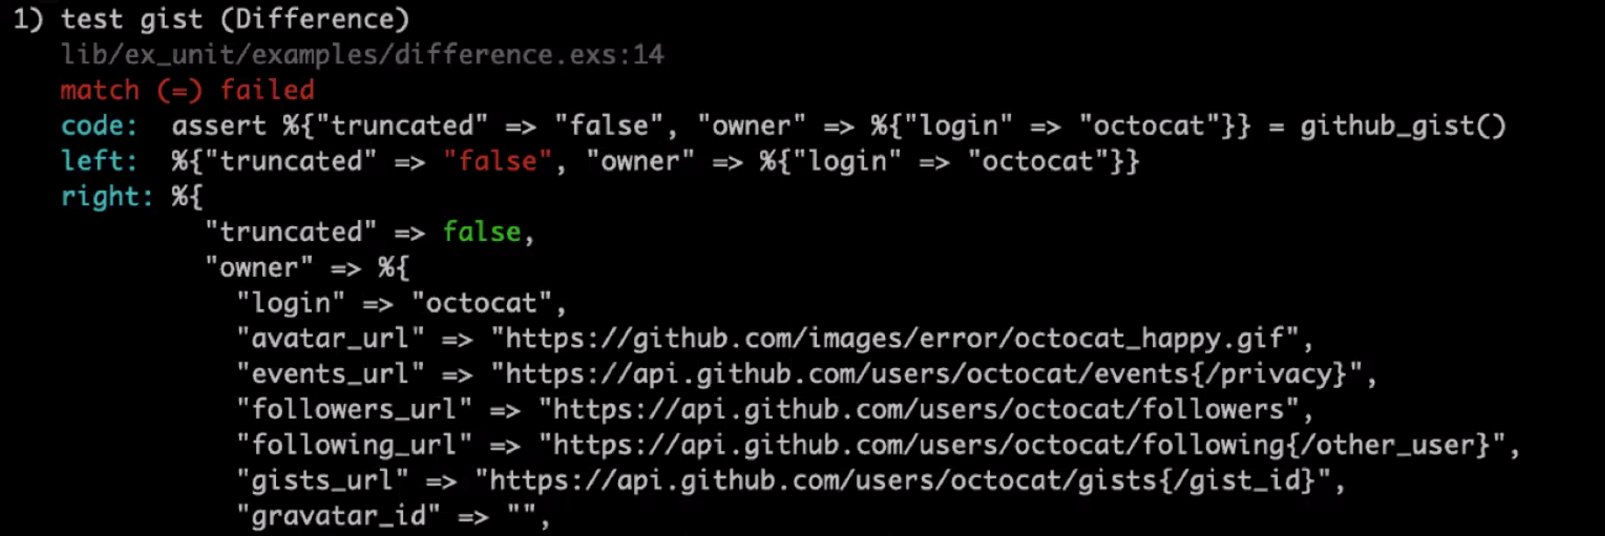 1) test gist (Difference)
lib/ex_unit/examples/difference.exs:14
match (=) failed
code:  assert %{"truncated" => "false", "owner" => %{"login" => "octocat"}} = github_gist()
left:  %{"truncated" => "false", "owner" => %{"login" => "octocat"}}
right: %{
"truncated" => false,
"owner" => %{
"login" => "octocat",
"avatar_url" => "https://github.com/images/error/octocat_happy.gif",
"events_url" => "https://api.github.com/users/octocat/events{/privacy}",
"followers_url" => "https://api.github.com/users/octocat/followers",
"following_url" => "https://api.github.com/users/octocat/following{/other_user}",
"gists_url" => "https://api.github.com/users/octocat/gists{/gist_id}",
"gravatar_id" => "",